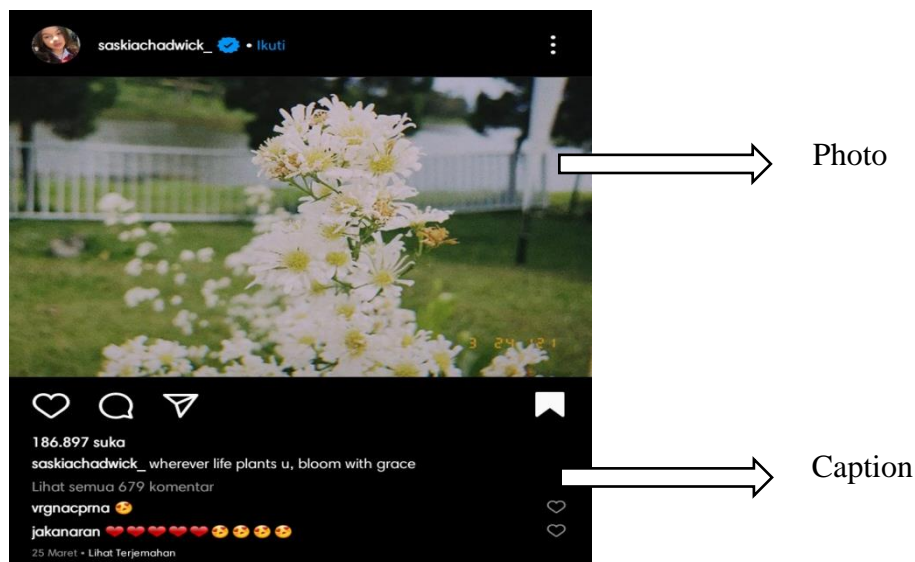 saskiachadwick_ • Ikuti
Photo
3 24 '21
186.897 suka
saskiachadwick_ wherever life plants u, bloom with grace
Caption
Lihat semua 679 komentar
vrgnacprna 🥰
jakanaran ❤️❤️❤️❤️❤️🥰🥰🥰🥰
25 Maret • Lihat Terjemahan